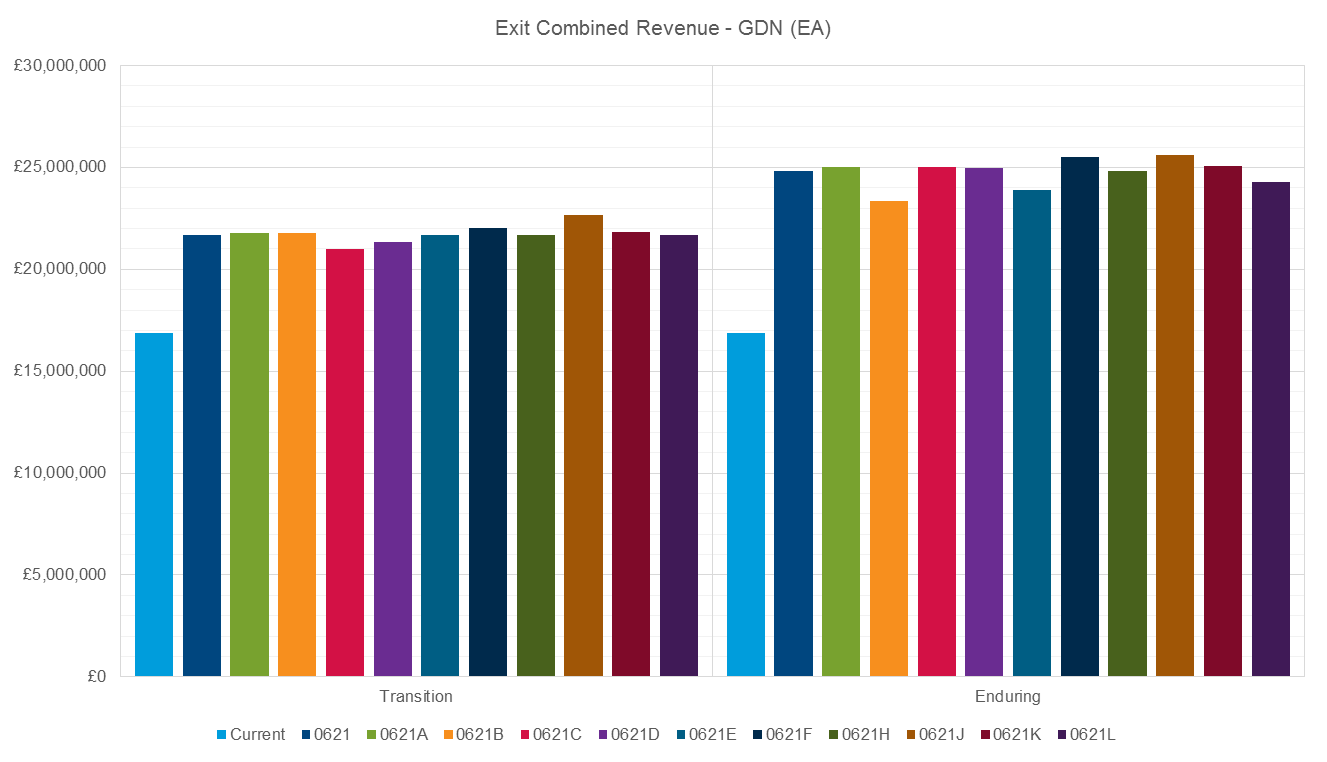 Exit Combined Revenue - GDN (EA)
£30,000,000
£25,000,000
£20,000,000
£15,000,000
£10,000,000
£5,000,000
£0
Transition Enduring
Current 0621 0621A 0621B 0621C 0621D 0621E 0621F 0621H 0621J 0621K 0621L